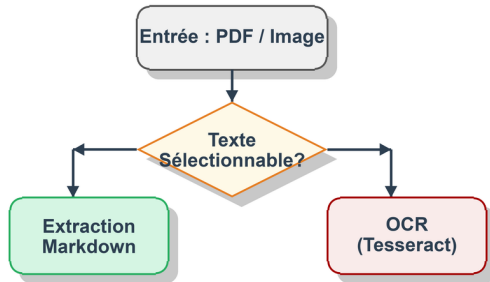 Entrée : PDF / Image
Texte
Sélectionnable?
Extraction
Markdown
OCR
(Tesseract)